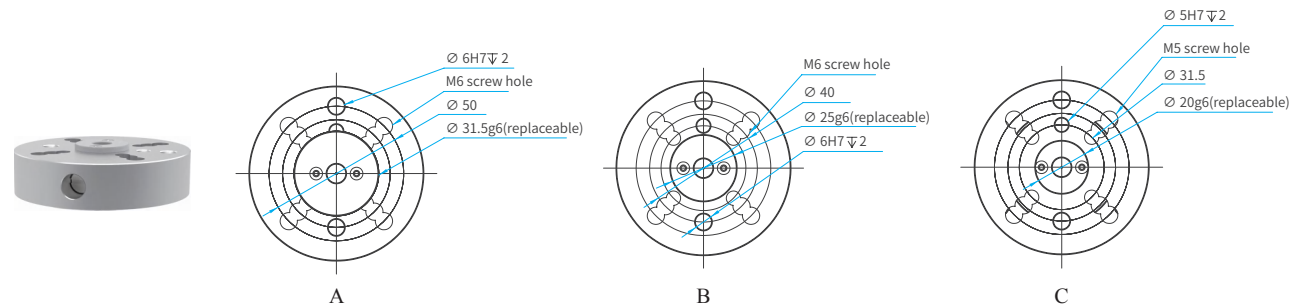 ∅ 6H7↧2
M6 screw hole
∅ 50
∅ 31.5g6(replaceable)
A
M6 screw hole
∅ 40
∅ 25g6(replaceable)
∅ 6H7↧2
B
∅ 5H7↧2
M5 screw hole
∅ 31.5
∅ 20g6(replaceable)
C